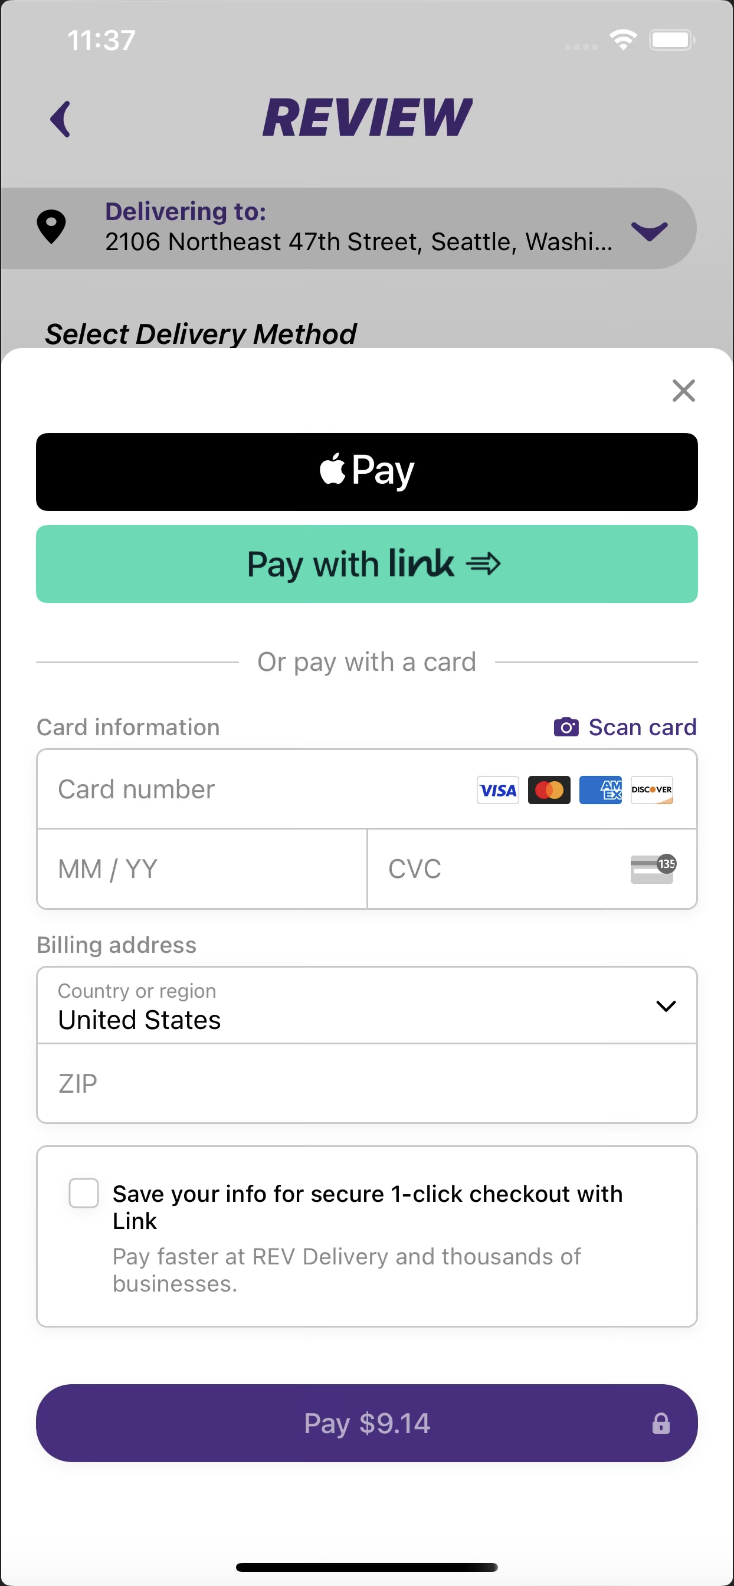 11:37
REVIEW
Delivering to:
2106 Northeast 47th Street, Seattle, Washi...
Select Delivery Method
Pay
Pay with link
Or pay with a card
Card information
Scan card
Card number
VISA
AM
EX
DISCOVER
MM / YY
CVC
135
Billing address
Country or region
United States
ZIP
Save your info for secure 1-click checkout with
Link
Pay faster at REV Delivery and thousands of
businesses.
Pay $9.14